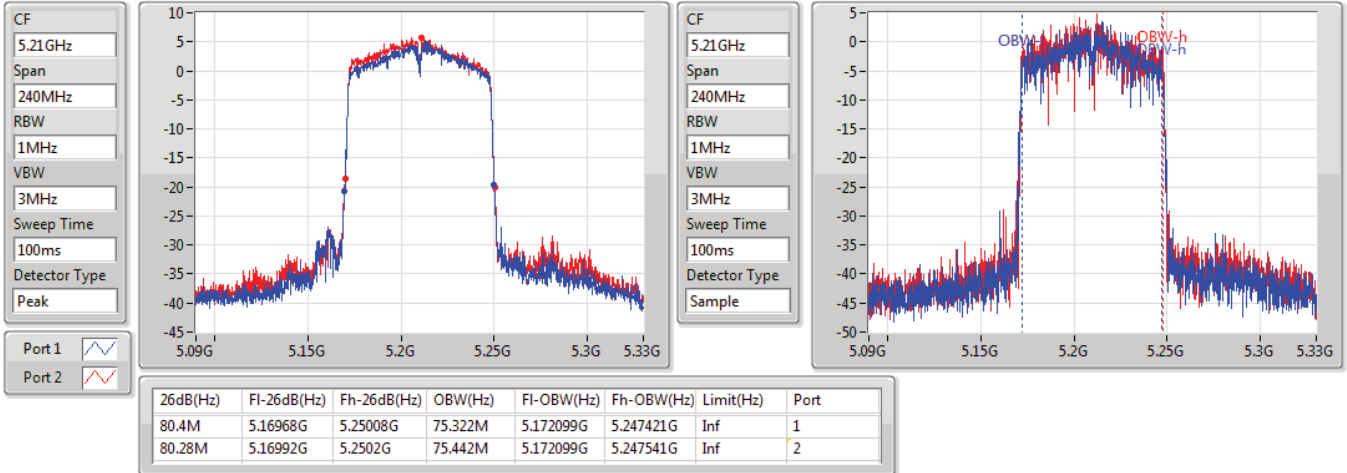 CF
5.21GHz
Span
240MHz
RBW
1MHz
VBW
3MHz
Sweep Time
100ms
Detector Type
Peak
Port 1
Port 2
10
5
0
-5
-10
-15
-20
-25
-30
-35
-40
-45
5.09G 5.15G 5.2G 5.25G 5.3G 5.33G
CF
5.21GHz
Span
240MHz
RBW
1MHz
VBW
3MHz
Sweep Time
100ms
Detector Type
Sample
5
0
-5
-10
-15
-20
-25
-30
-35
-40
-45
-50
OBW-h
OBW-h
5.09G 5.15G 5.2G 5.25G 5.3G 5.33G
26dB(Hz) Fl-26dB(Hz) Fh-26dB(Hz) OBW(Hz) Fl-OBW(Hz) Fh-OBW(Hz) Limit(Hz) Port
80.4M 5.16968G 5.25008G 75.322M 5.172099G 5.247421G Inf 1
80.28M 5.16992G 5.2502G 75.442M 5.172099G 5.247541G Inf 2